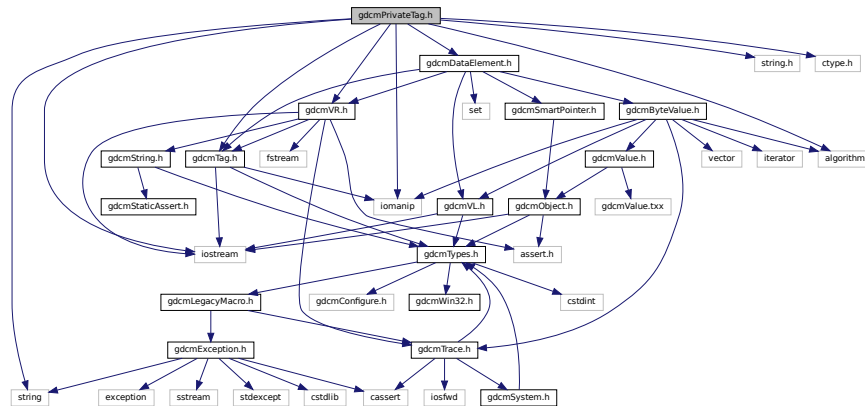 gdcmPrivateTag.h
gdcmDataElement.h
string.h
ctype.h
gdcmVR.h
set
gdcmSmartPointer.h
gdcmByteValue.h
gdcmString.h
gdcmTag.h
fstream
gdcmValue.h
vector
iterator
algorithm
gdcmStaticAssert.h
iomanip
gdcmVL.h
gdcmObject.h
gdcmValue.txx
iostream
gdcmTypes.h
assert.h
gdcmLegacyMacro.h
gdcmConfigure.h
gdcmWin32.h
cstdint
gdcmException.h
gdcmTrace.h
string
exception
sstream
stdexcept
cstdlib
cassert
iosfwd
gdcmSystem.h